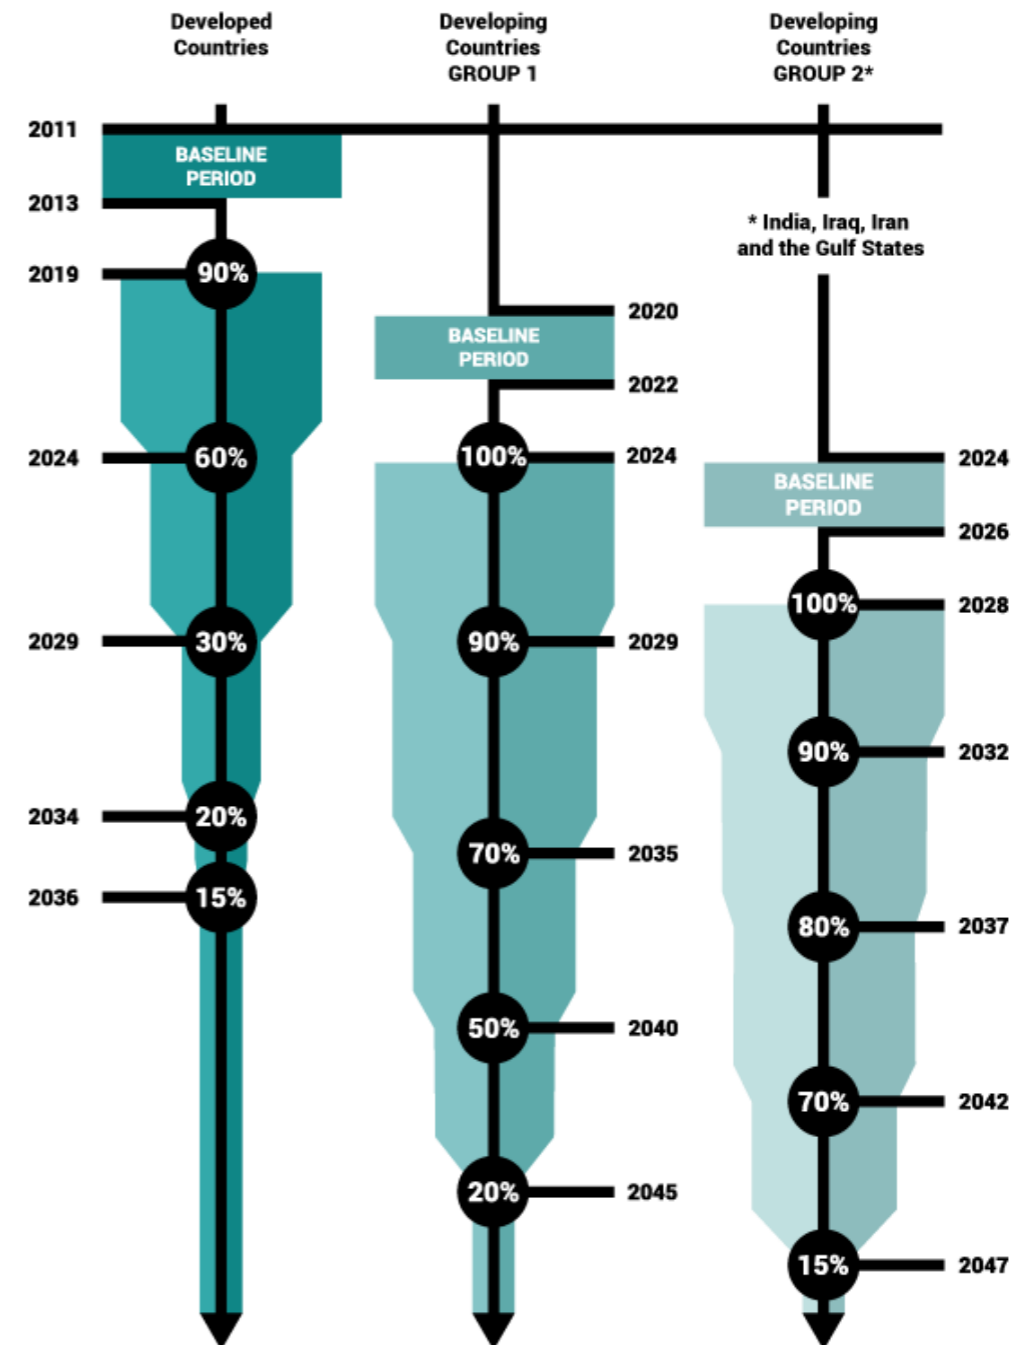 Developed
Countries
Developing
Countries
GROUP 1
Developing
Countries
GROUP 2*
2011
BASELINE
PERIOD
2013
* India, Iraq, Iran
and the Gulf States
2019
90%
2020
BASELINE
PERIOD
2022
2024
60%
100%
2024
2024
BASELINE
PERIOD
2026
100%
2028
2029
30%
90%
2029
90%
2032
2034
20%
70%
2035
2036
15%
80%
2037
50%
2040
70%
2042
20%
2045
15%
2047